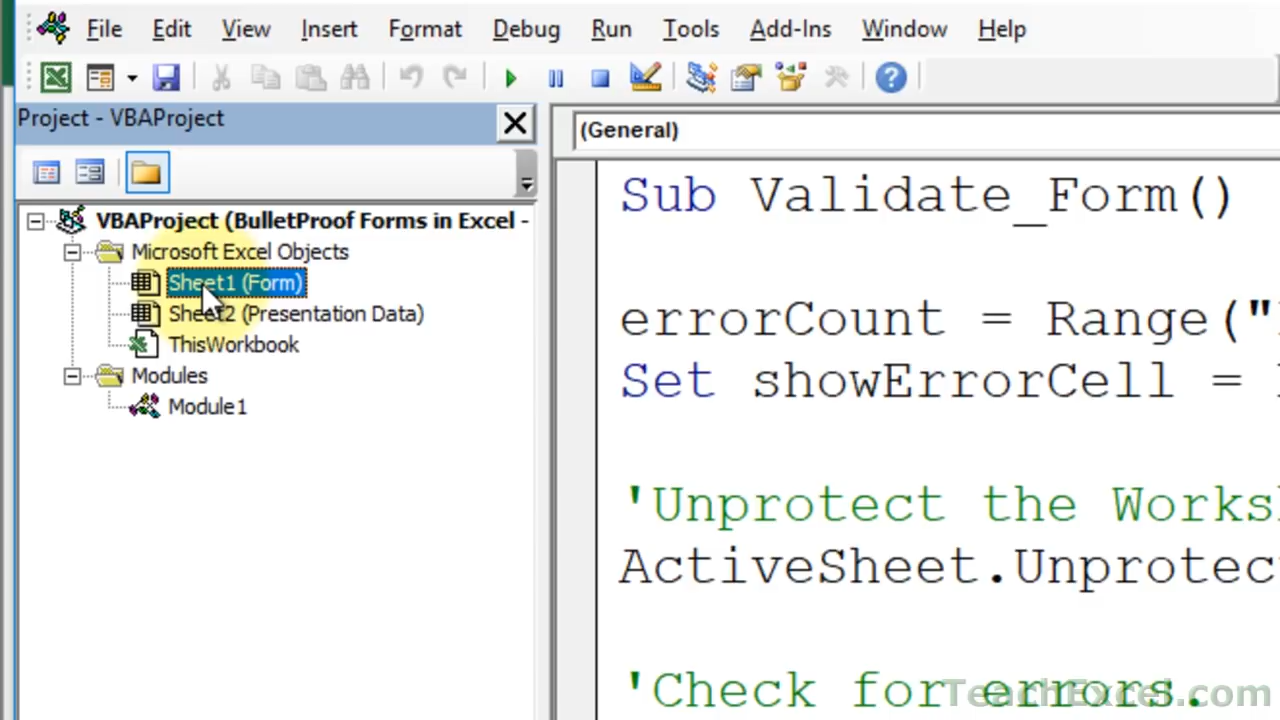 File Edit View Insert Format Debug Run Tools Add-Ins Window Help
Project - VBAProject
(General)
VBAProject (BulletProof Forms in Excel -
Microsoft Excel Objects
Sheet1 (Form)
Sheet2 (Presentation Data)
ThisWorkbook
Modules
Module1
Sub Validate_Form()
errorCount = Range("
Set showErrorCell =
'Unprotect the Works
ActiveSheet.Unprotec
'Check for errors.
TeachExcel.com